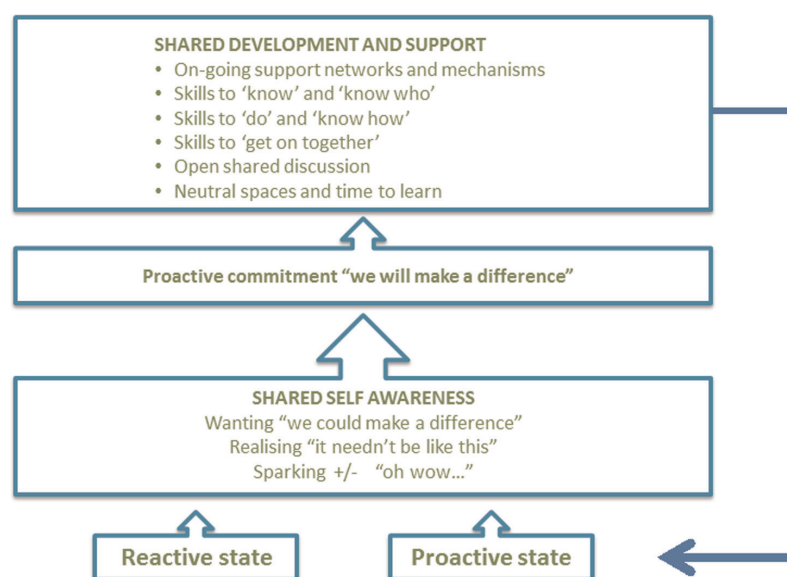 SHARED DEVELOPMENT AND SUPPORT
• On-going support networks and mechanisms
• Skills to ‘know’ and ‘know who’
• Skills to ‘do’ and ‘know how’
• Skills to ‘get on together’
• Open shared discussion
• Neutral spaces and time to learn
Proactive commitment “we will make a difference”
SHARED SELF AWARENESS
Wanting “we could make a difference”
Realising “it needn’t be like this”
Sparking +/- “oh wow…”
Reactive state
Proactive state